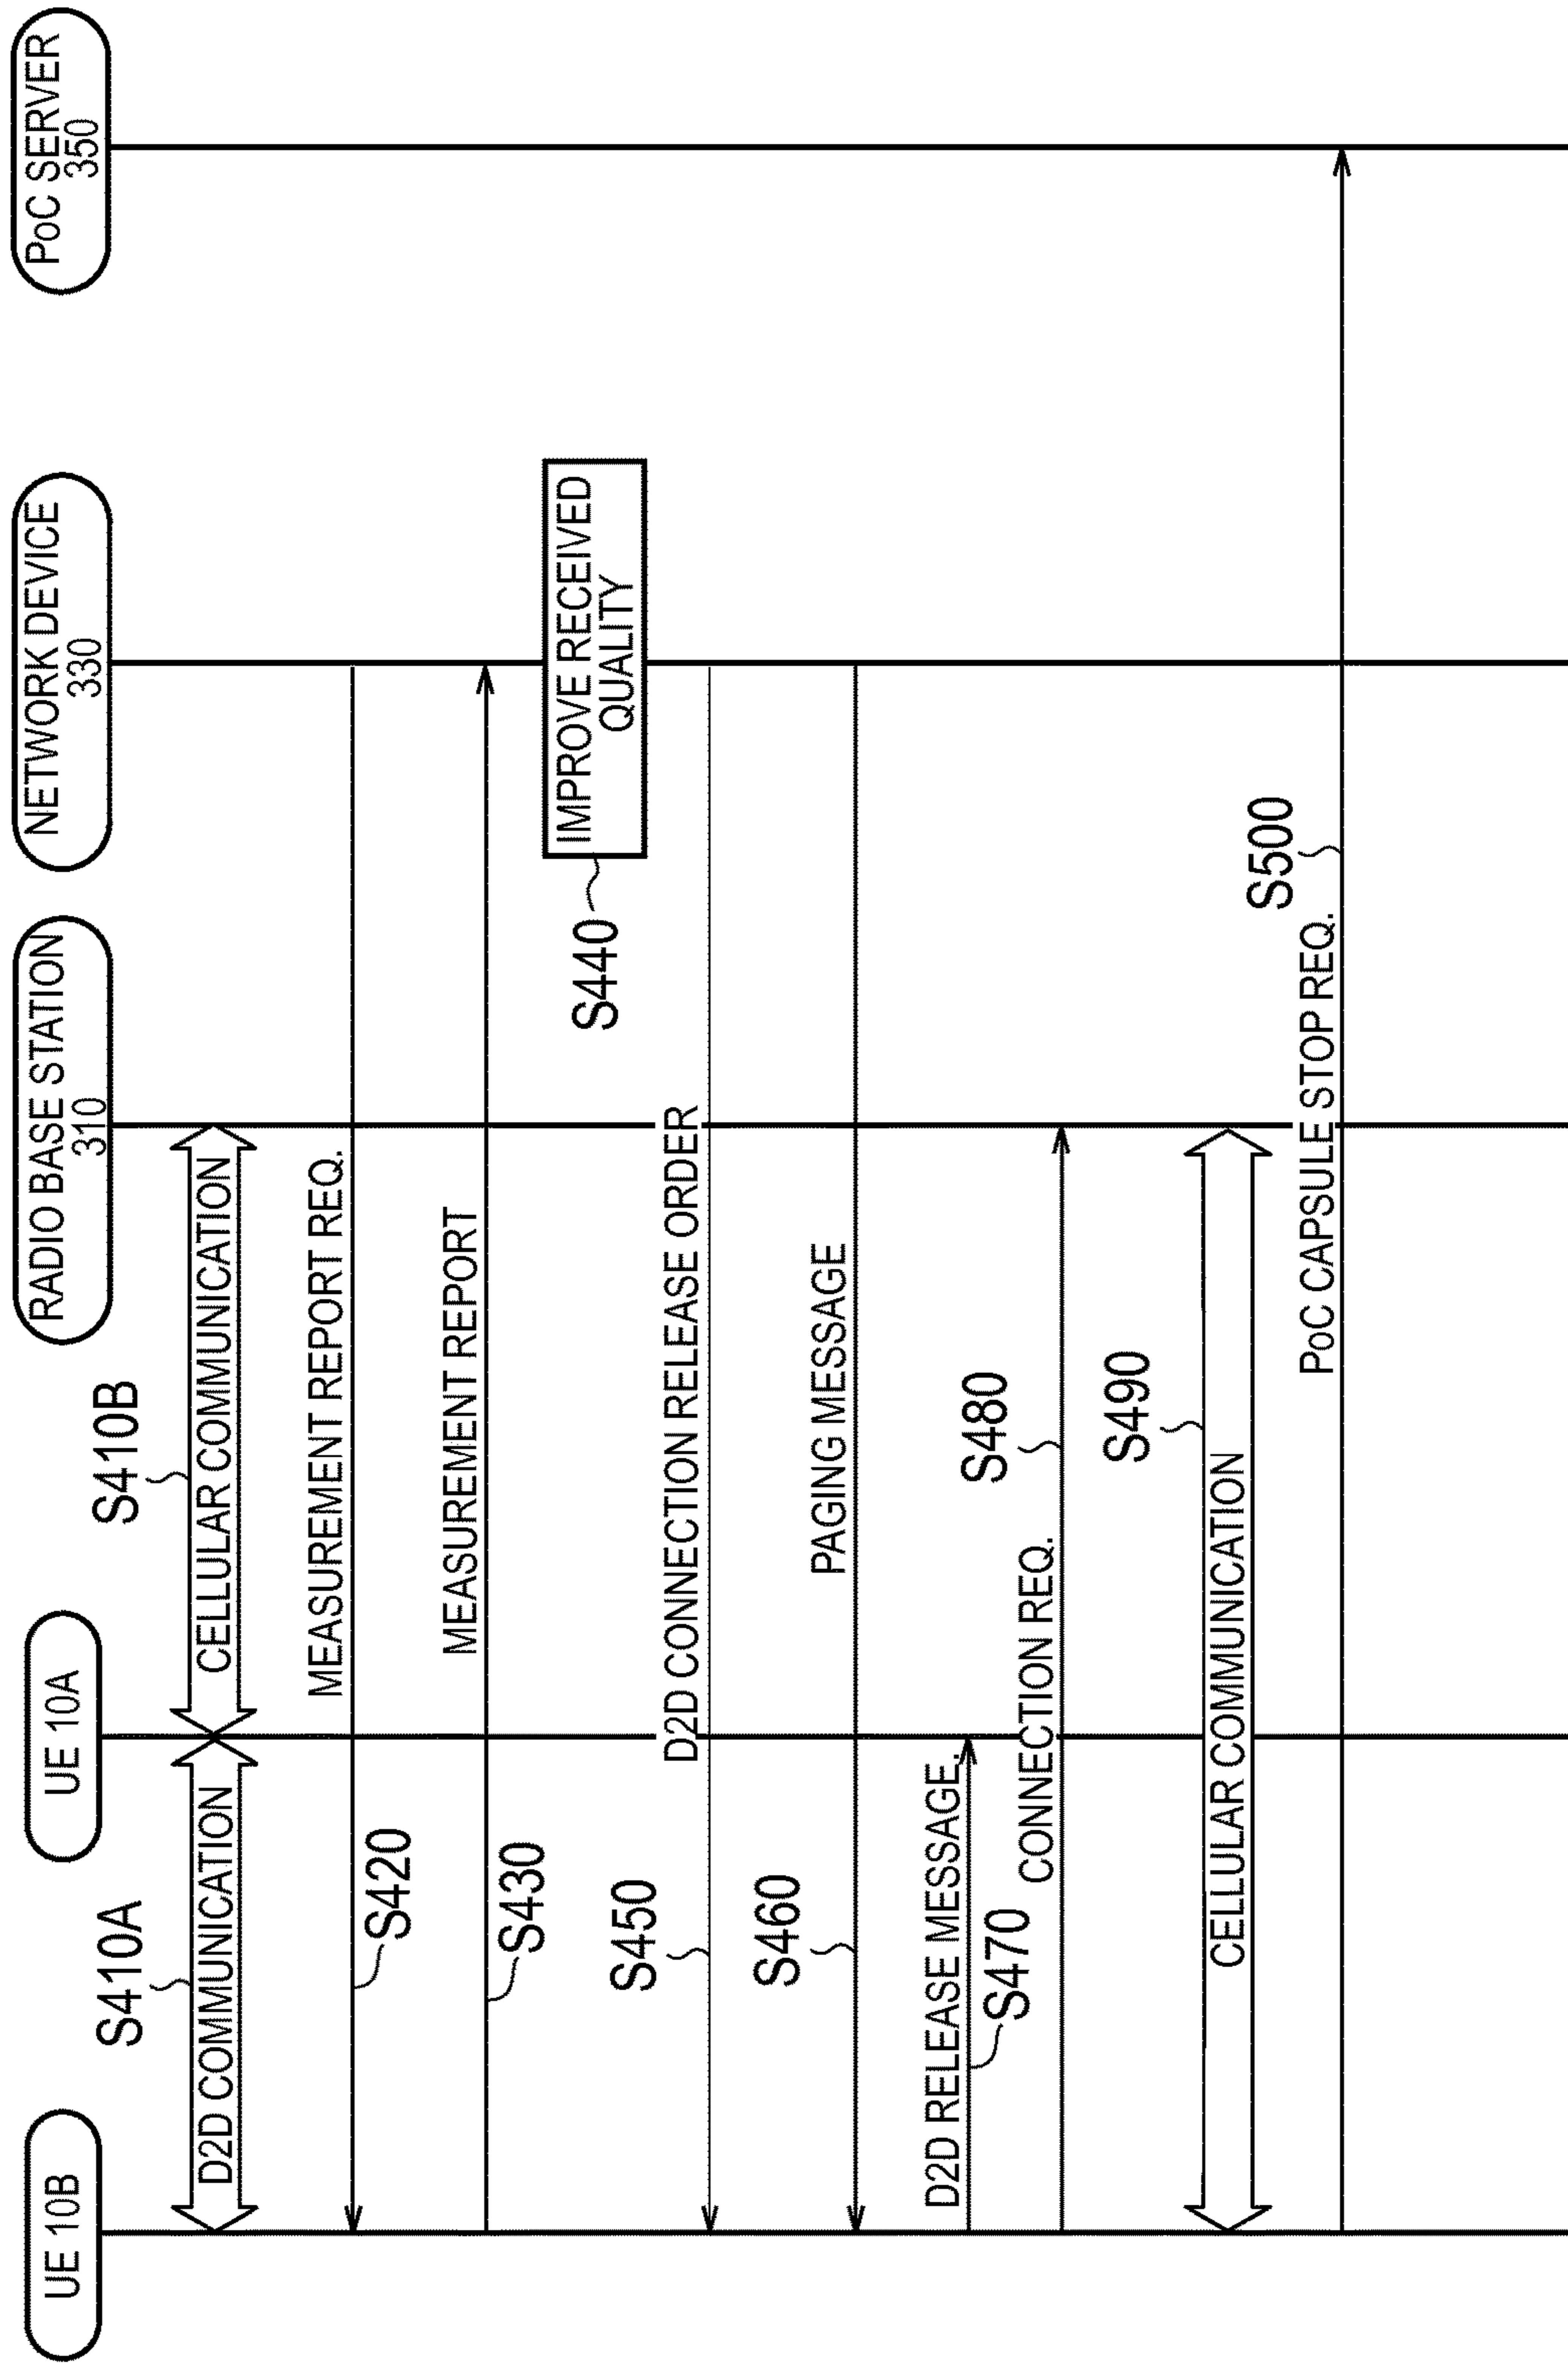 UE 10B
UE 10A
RADIO BASE STATION
310
NETWORK DEVICE
330
PoC SERVER
350
S410A
S410B
D2D COMMUNICATION
CELLULAR COMMUNICATION
MEASUREMENT REPORT REQ.
S420
MEASUREMENT REPORT
S430
IMPROVE RECEIVED
QUALITY
S440
D2D CONNECTION RELEASE ORDER
S450
PAGING MESSAGE
S460
D2D RELEASE MESSAGE.
S470
S480
CONNECTION REQ.
S490
CELLULAR COMMUNICATION
S500
PoC CAPSULE STOP REQ.